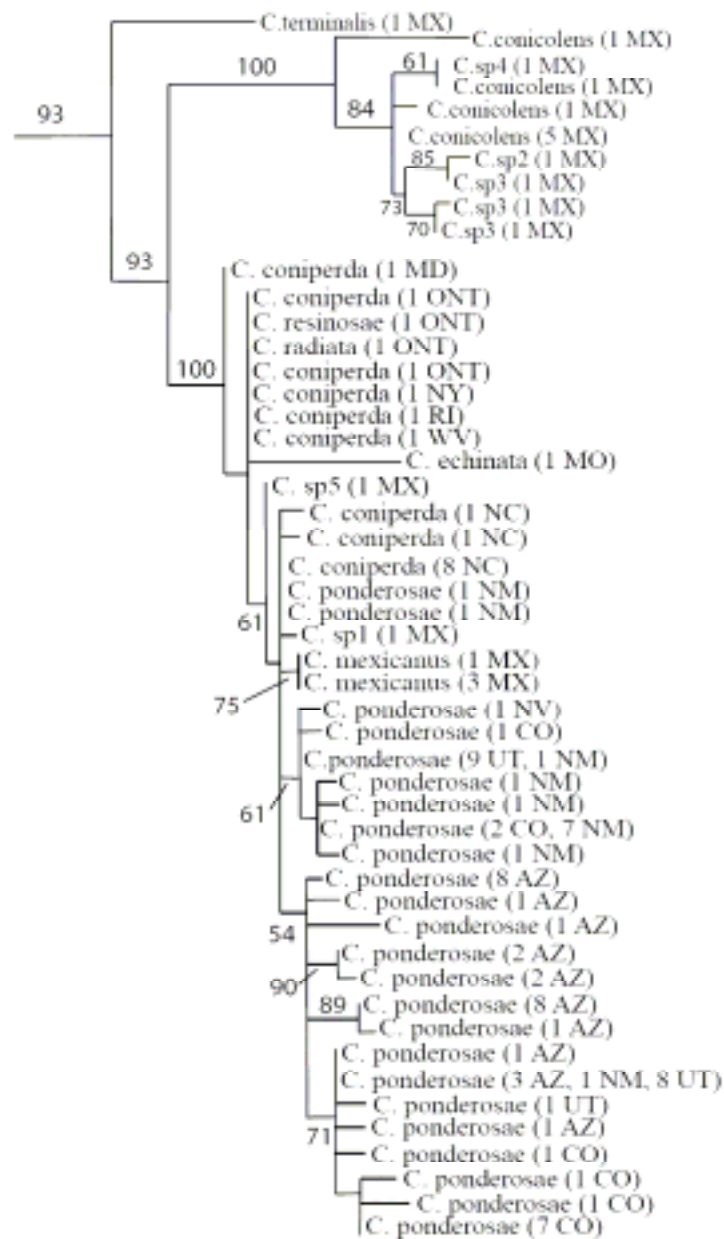 C.terminalis (1 MX)
C.conicolens (1 MX)
61 C.sp4 (1 MX)
100
C.conicolens (1 MX)
84 C.conicolens (1 MX)
93
C.conicolens (5 MX)
85 C.sp2 (1 MX)
C.sp3 (1 MX)
73 C.sp3 (1 MX)
70 C.sp3 (1 MX)
93
C. coniperda (1 MD)
C. coniperda (1 ONT)
C. resinosae (1 ONT)
C. radiata (1 ONT)
100 C. coniperda (1 ONT)
C. coniperda (1 NY)
C. coniperda (1 RI)
C. coniperda (1 WV)
C. echinata (1 MO)
C. sp5 (1 MX)
C. coniperda (1 NC)
C. coniperda (1 NC)
C. coniperda (8 NC)
C. ponderosae (1 NM)
C. ponderosae (1 NM)
61
C. sp1 (1 MX)
C. mexicanus (1 MX)
C. mexicanus (3 MX)
75
C. ponderosae (1 NV)
C. ponderosae (1 CO)
C.ponderosae (9 UT, 1 NM)
C. ponderosae (1 NM)
C. ponderosae (1 NM)
61
C. ponderosae (2 CO, 7 NM)
C. ponderosae (1 NM)
C. ponderosae (8 AZ)
C. ponderosae (1 AZ)
C. ponderosae (1 AZ)
54
C. ponderosae (2 AZ)
C. ponderosae (2 AZ)
90
89 C. ponderosae (8 AZ)
C. ponderosae (1 AZ)
C. ponderosae (1 AZ)
C. ponderosae (3 AZ, 1 NM, 8 UT)
C. ponderosae (1 UT)
C. ponderosae (1 AZ)
71
C. ponderosae (1 CO)
C. ponderosae (1 CO)
C. ponderosae (1 CO)
C. ponderosae (7 CO)